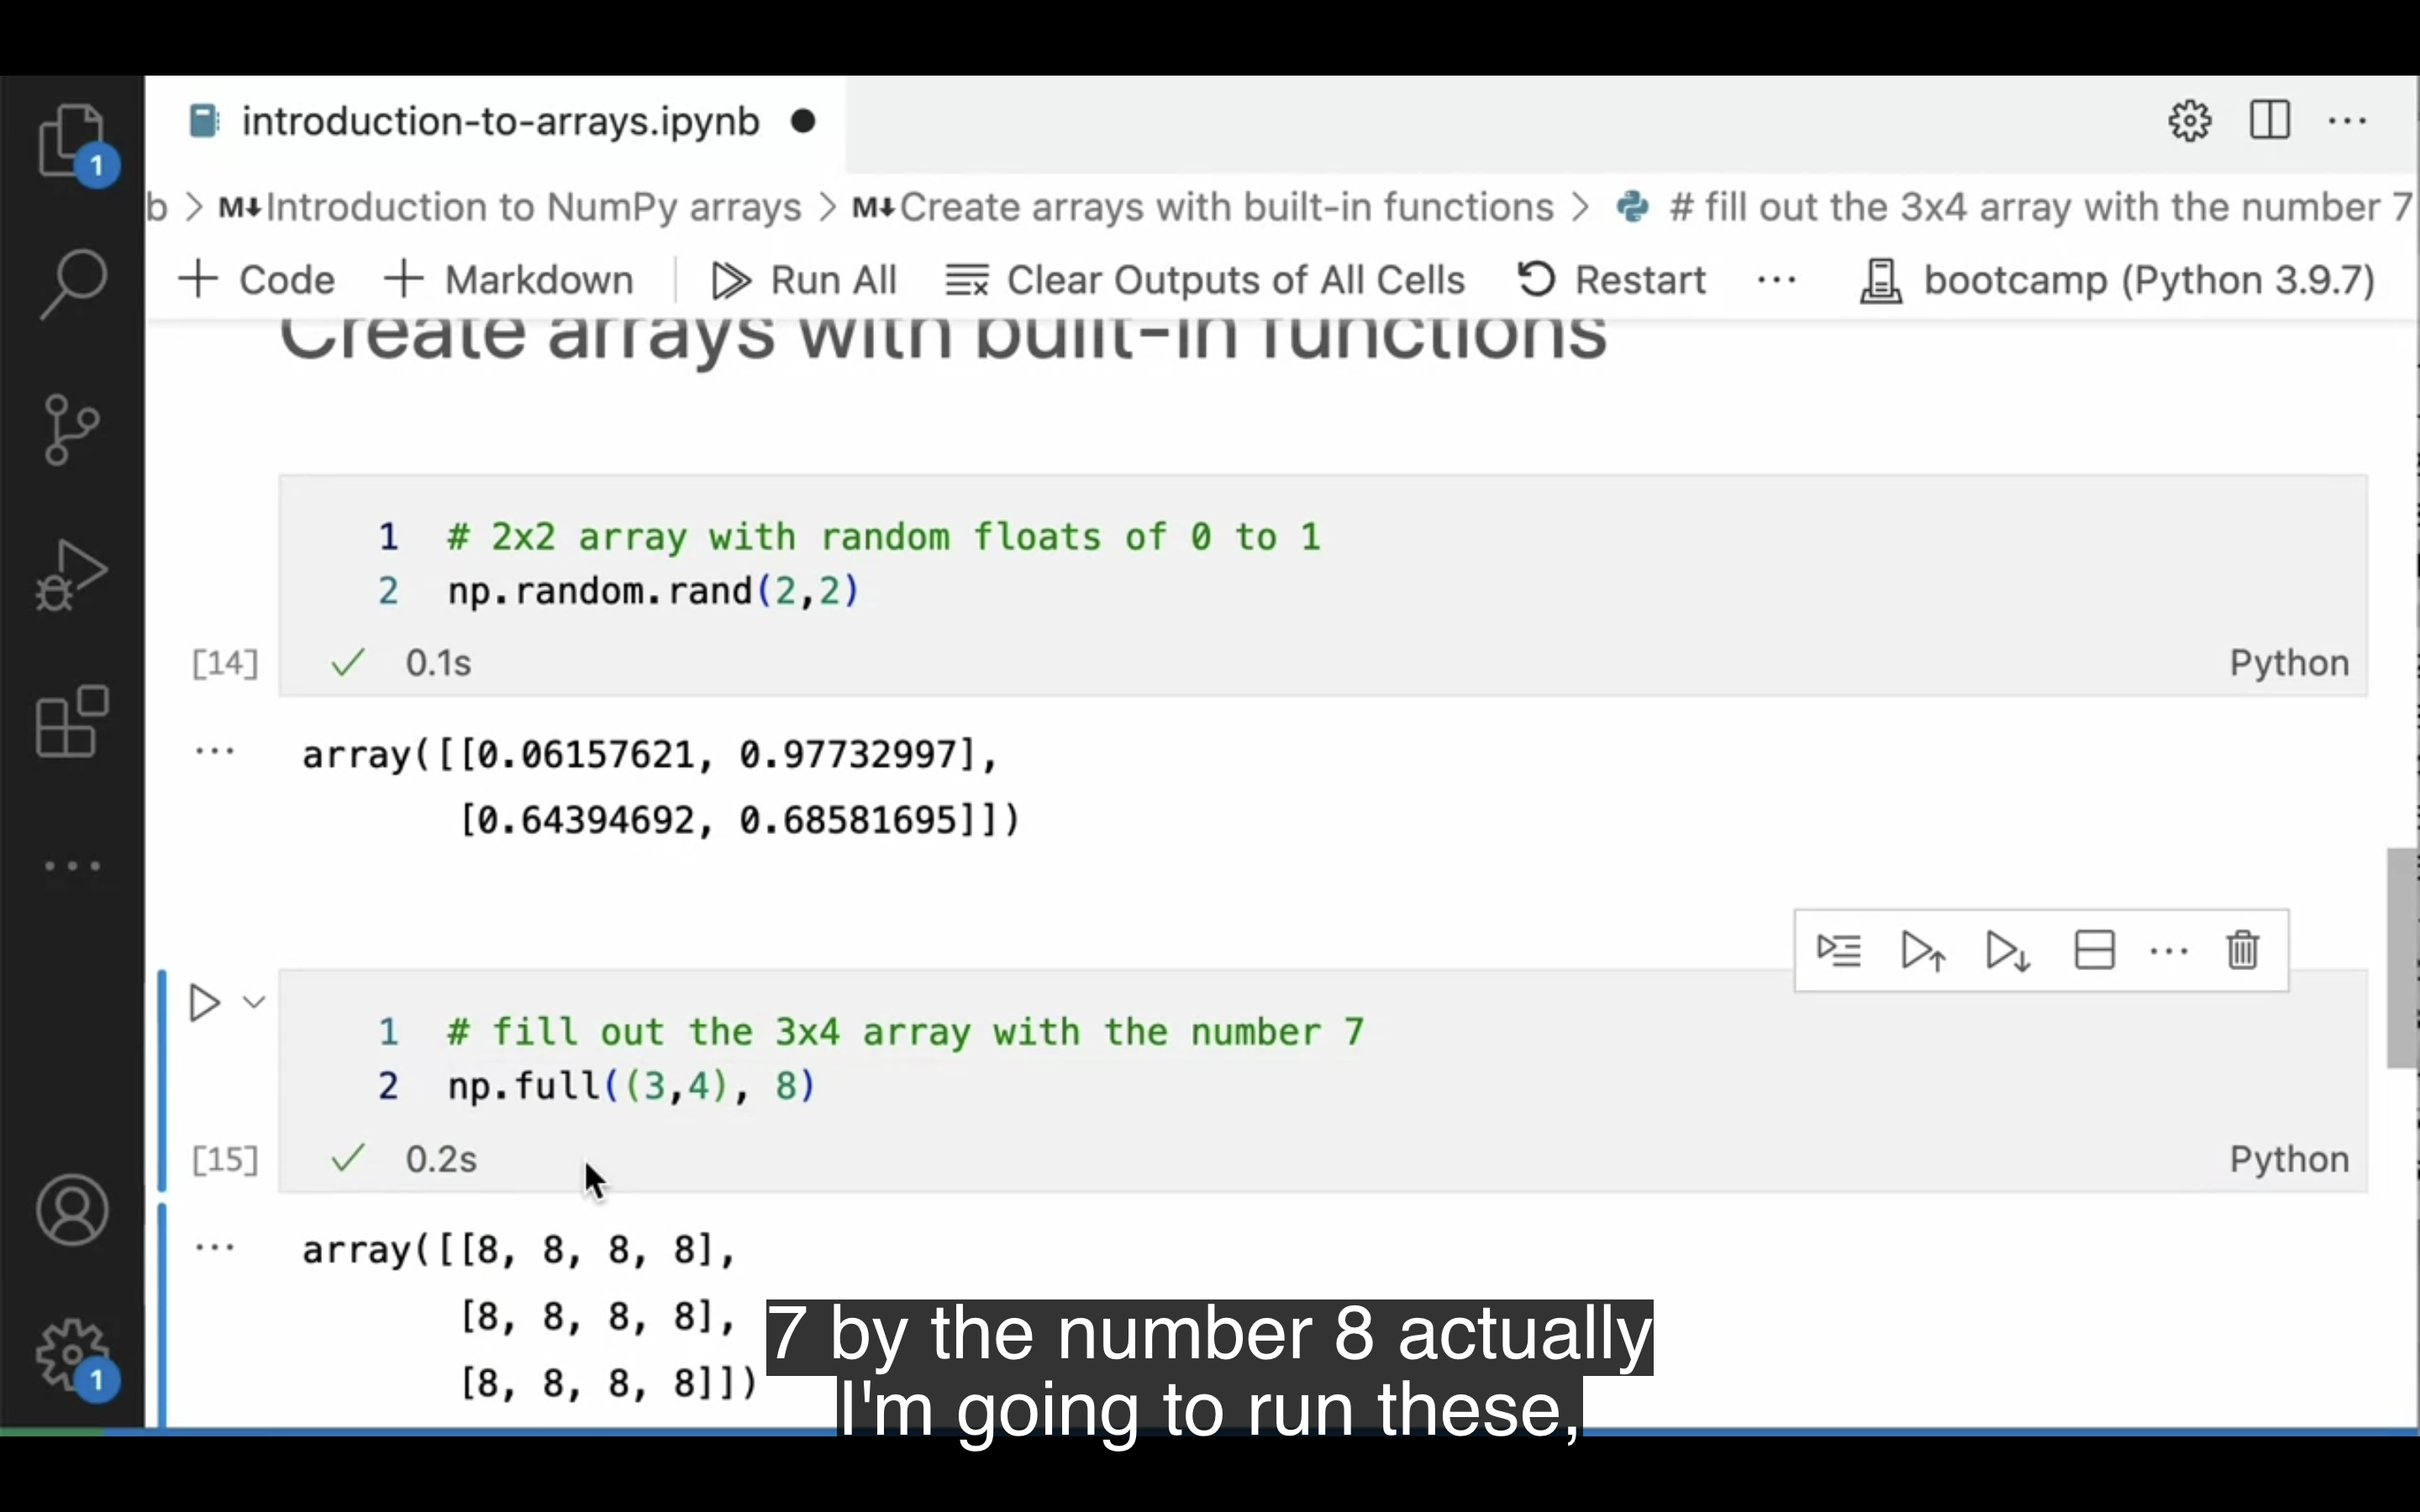 introduction-to-arrays.ipynb
b > M↓Introduction to NumPy arrays > M↓Create arrays with built-in functions > # fill out the 3x4 array with the number 7
1
+ Code + Markdown Run All Clear Outputs of All Cells Restart ... bootcamp (Python 3.9.7)
Create arrays with built-in functions
1 # 2x2 array with random floats of 0 to 1
2 np.random.rand(2,2)
[14] ✓ 0.1s Python
... array([[0.06157621, 0.97732997],
[0.64394692, 0.68581695]])
1 # fill out the 3x4 array with the number 7
2 np.full((3,4), 8)
[15] ✓ 0.2s Python
... array([[8, 8, 8, 8],
[8, 8, 8, 8],
[8, 8, 8, 8]])
1
7 by the number 8 actually
I'm going to run these,